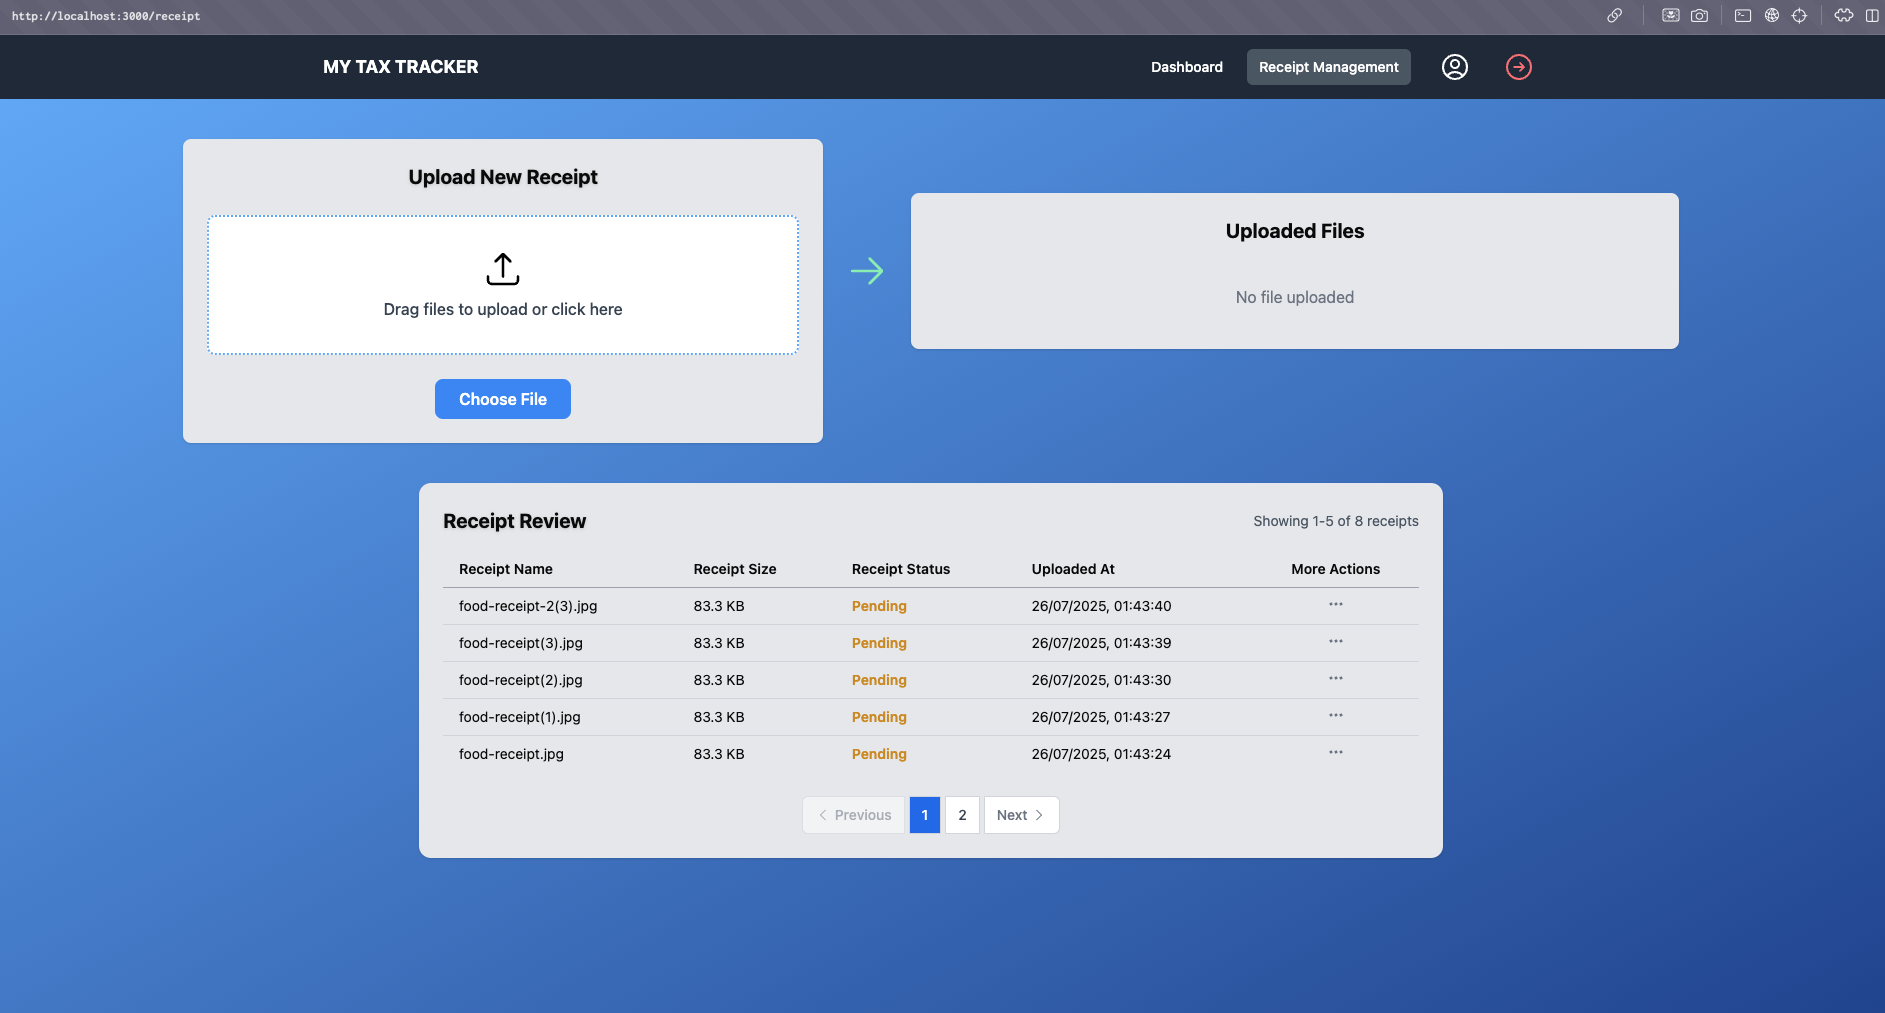 http://localhost:3000/receipt
MY TAX TRACKER
Dashboard
Receipt Management
Upload New Receipt
Drag files to upload or click here
Choose File
Uploaded Files
No file uploaded
Receipt Review
Showing 1-5 of 8 receipts
Receipt Name Receipt Size Receipt Status Uploaded At More Actions
food-receipt-2(3).jpg 83.3 KB Pending 26/07/2025, 01:43:40 ···
food-receipt(3).jpg 83.3 KB Pending 26/07/2025, 01:43:39 ···
food-receipt(2).jpg 83.3 KB Pending 26/07/2025, 01:43:30 ···
food-receipt(1).jpg 83.3 KB Pending 26/07/2025, 01:43:27 ···
food-receipt.jpg 83.3 KB Pending 26/07/2025, 01:43:24 ···
Previous 1 2 Next